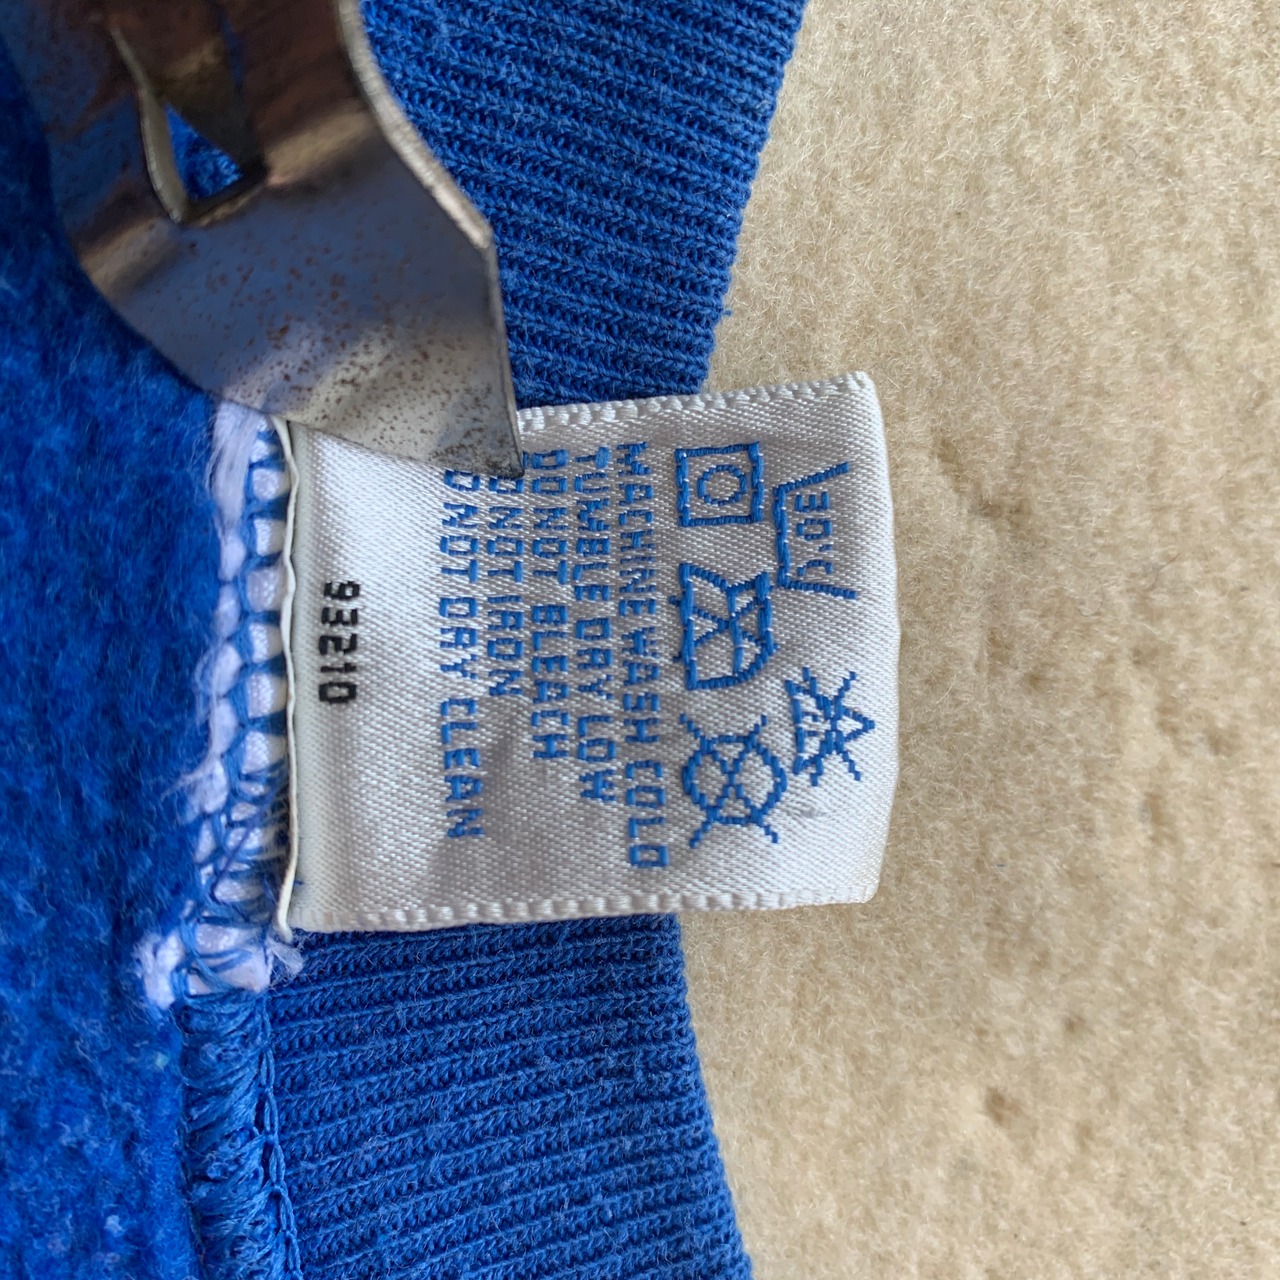 30°C
MACHINE WASH COLD
TUMBLE DRY LOW
DO NOT BLEACH
DO NOT IRON
DO NOT DRY CLEAN
93210